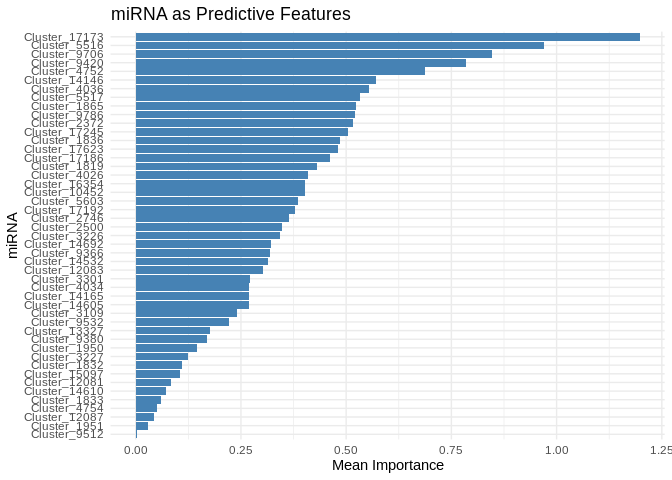 miRNA as Predictive Features
Cluster_17173
Cluster_5516
Cluster_9706
Cluster_9420
Cluster_4752
Cluster_14146
Cluster_4036
Cluster_5517
Cluster_1865
Cluster_9786
Cluster_2372
Cluster_17245
Cluster_1836
Cluster_17623
Cluster_17186
Cluster_1819
Cluster_4026
Cluster_16354
Cluster_10452
Cluster_5603
Cluster_17192
Cluster_2746
Cluster_2500
Cluster_3226
Cluster_14692
Cluster_9366
Cluster_14532
Cluster_12083
Cluster_3301
Cluster_4034
Cluster_14165
Cluster_14605
Cluster_3109
Cluster_9532
Cluster_13327
Cluster_9380
Cluster_1950
Cluster_3227
Cluster_1832
Cluster_15097
Cluster_12081
Cluster_14610
Cluster_1833
Cluster_4754
Cluster_12087
Cluster_1951
Cluster_9512
miRNA
0.00 0.25 0.50 0.75 1.00 1.25
Mean Importance